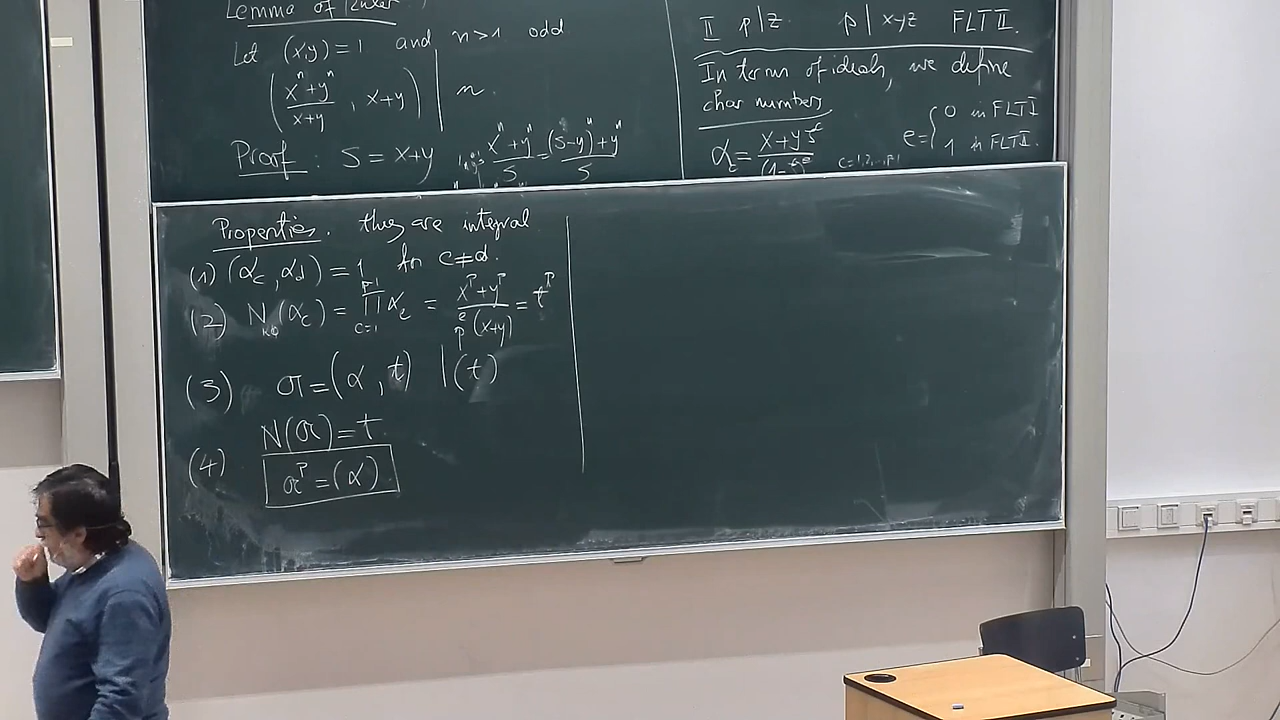 Lemma of Euler
Let (x,y)=1 and n>1 odd
((x^n+y^n)/(x+y), x+y) | n.
Proof: S = x+y (x^n+y^n)/S = ((S-y)^n+y^n)/S
II p|z. p | xyz FLT II.
In terms of ideals, we define
char numbers
α_c = (x+yζ^c)/(1-ζ^c)^e c=1,2,..,p-1 e = { 0 in FLT I
1 in FLT II.
Properties. they are integral
(1) (α_c, α_d) = 1 for c≠d.
(2) N_{K/Q}(α_c) = ∏_{c=1}^{p-1} α_c = (x^p+y^p)/(p^e(x+y)) = t^p
(3) 𝔞 = (α, t) | (t)
N(𝔞) = t
(4) 𝔞^p = (α)